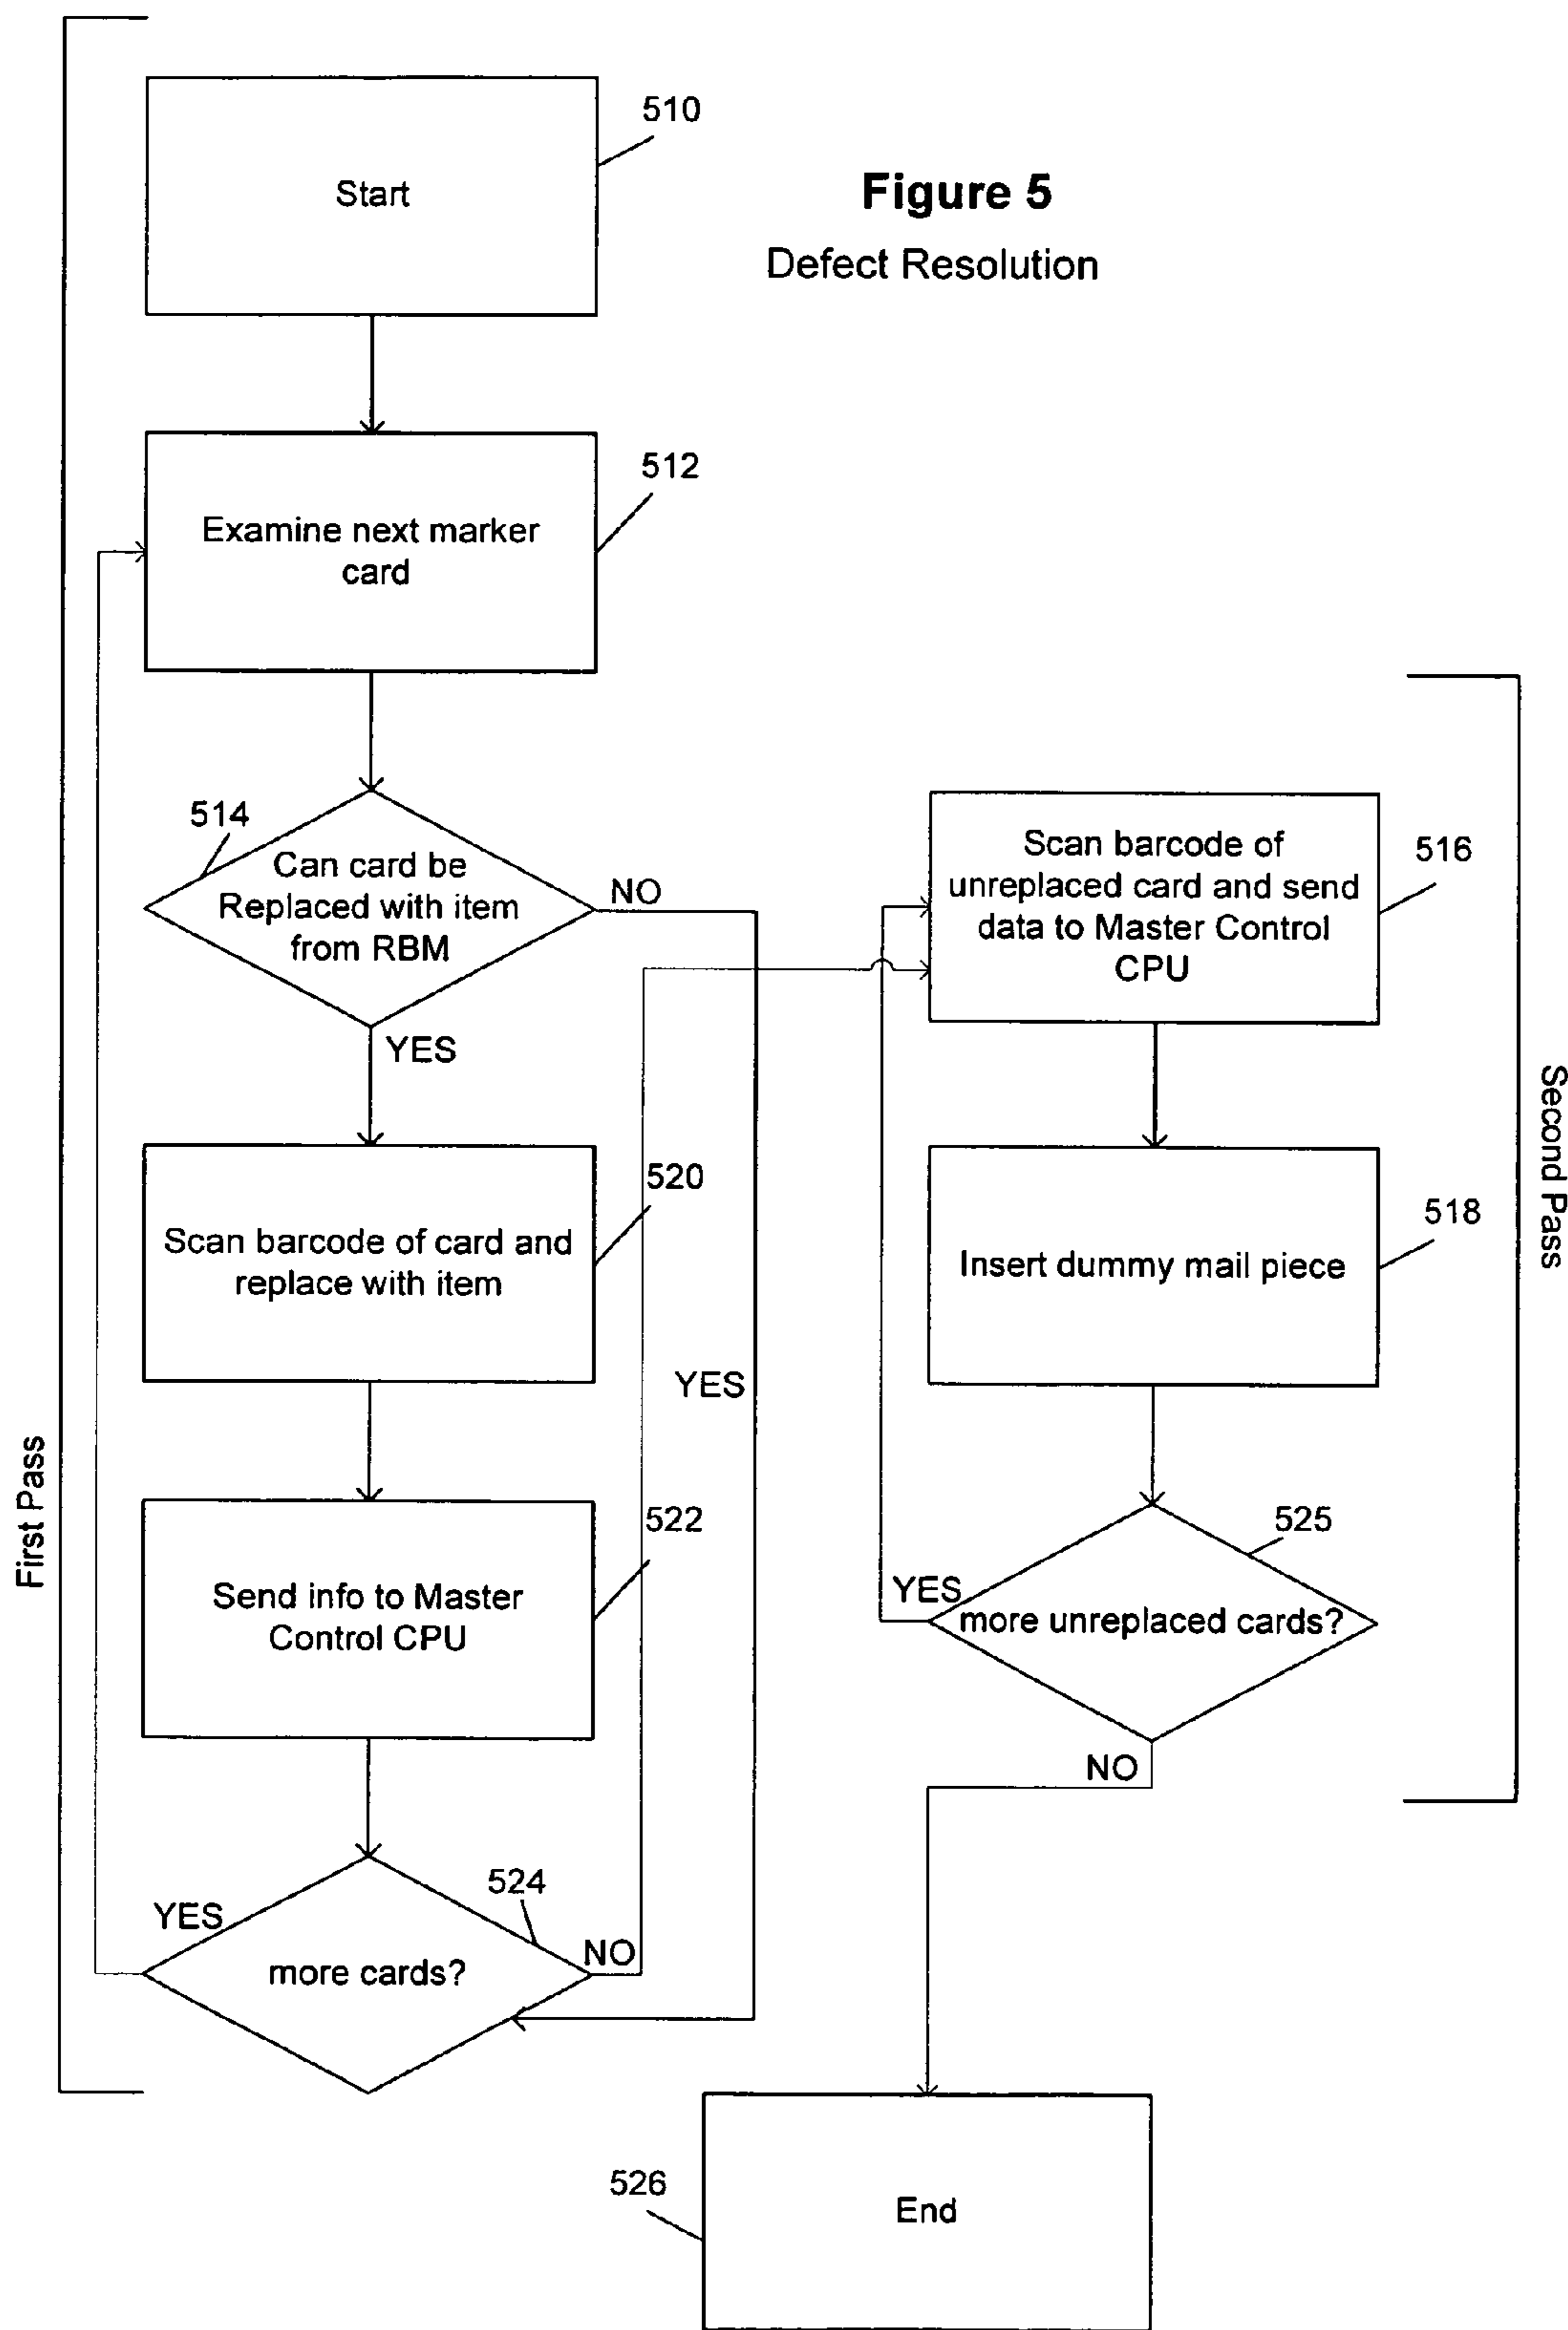 Figure 5
Defect Resolution
510
Start
512
Examine next marker
card
514
Can card be
Replaced with item
from RBM
NO
YES
520
Scan barcode of card and
replace with item
YES
522
Send info to Master
Control CPU
524
YES
more cards?
NO
First Pass
516
Scan barcode of
unreplaced card and send
data to Master Control
CPU
518
Insert dummy mail piece
525
YES
more unreplaced cards?
NO
Second Pass
526
End